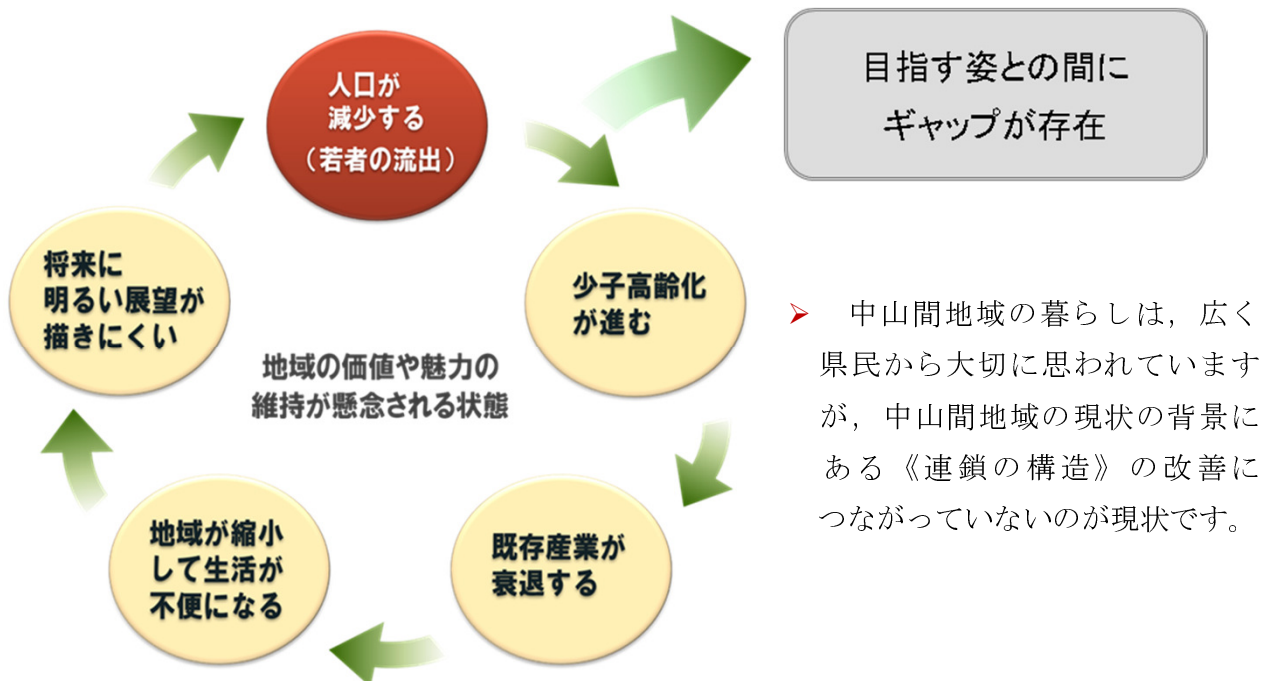 人口が
減少する
（若者の流出）
目指す姿との間に
ギャップが存在
少子高齢化
が進む
既存産業が
衰退する
地域が縮小
して生活が
不便になる
将来に
明るい展望が
描きにくい
地域の価値や魅力の
維持が懸念される状態
➢　中山間地域の暮らしは，広く
県民から大切に思われています
が，中山間地域の現状の背景に
ある《連鎖の構造》の改善に
つながっていないのが現状です。